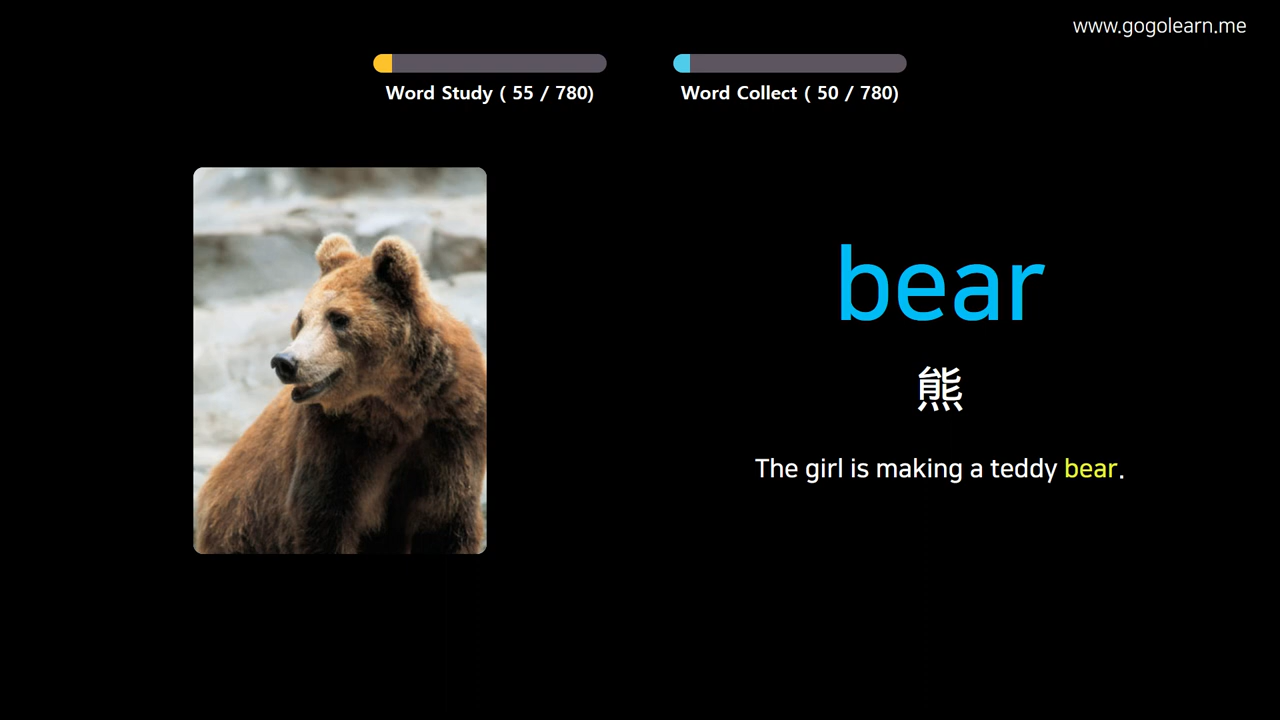 www.gogolearn.me
Word Study ( 55 / 780)
Word Collect ( 50 / 780)
bear
熊
The girl is making a teddy bear.